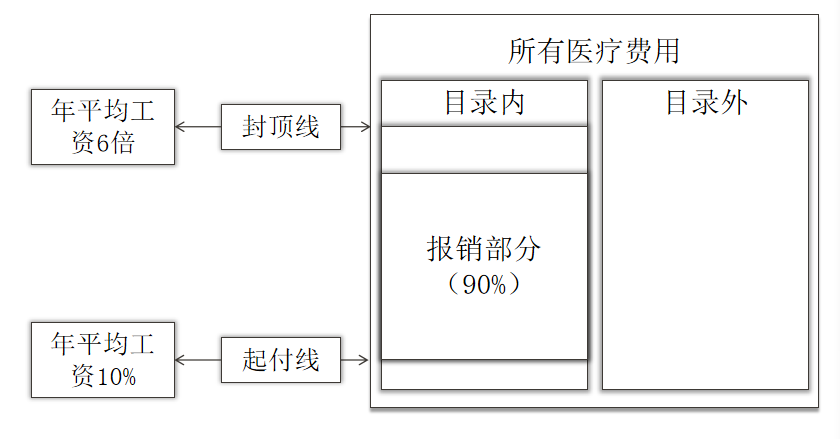 所有医疗费用
目录内
目录外
年平均工
资6倍
封顶线
报销部分
（90%）
年平均工
资10%
起付线